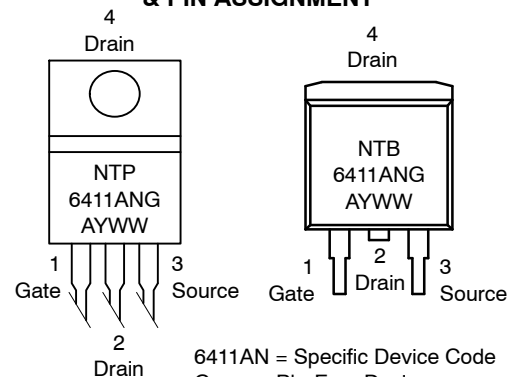 & PIN ASSIGNMENT
4
Drain
NTP
6411ANG
AYWW
1
Gate
3
Source
2
Drain
4
Drain
NTB
6411ANG
AYWW
1
Gate
2
Drain
3
Source
6411AN = Specific Device Code